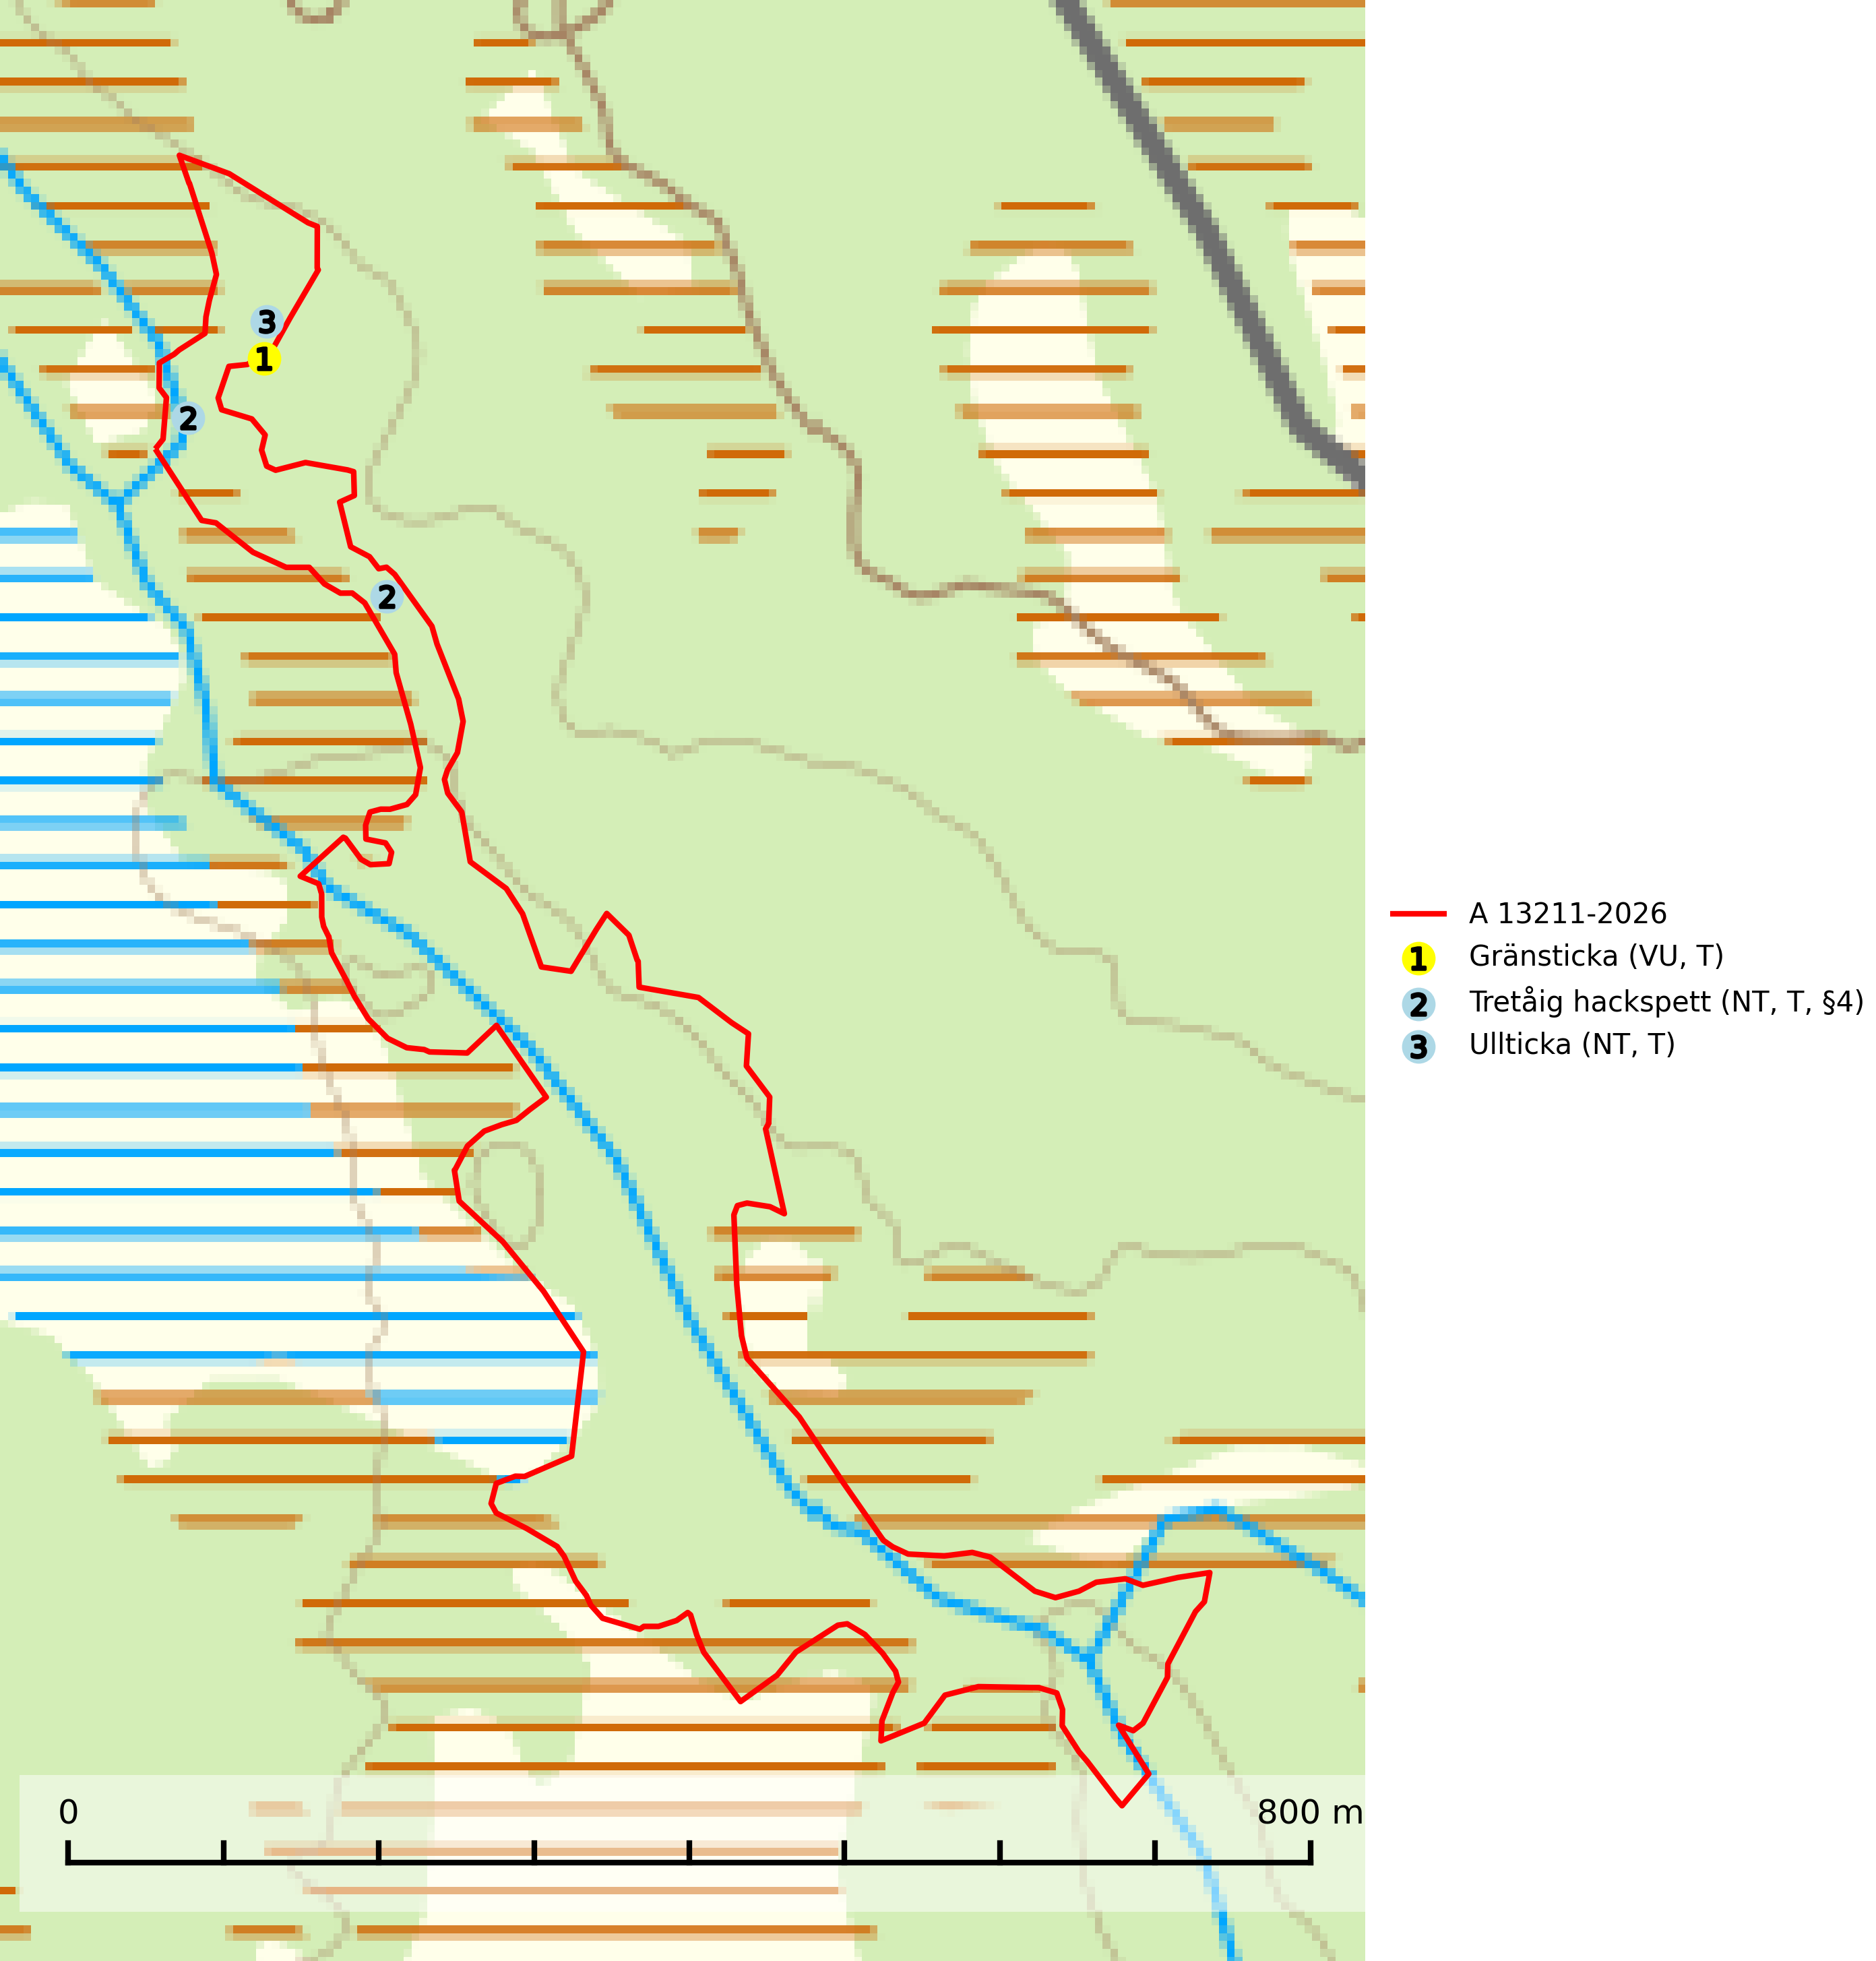 3
1
2
2
A 13211-2026
1 Gränsticka (VU, T)
2 Tretåig hackspett (NT, T, §4)
3 Ullticka (NT, T)
0 800 m